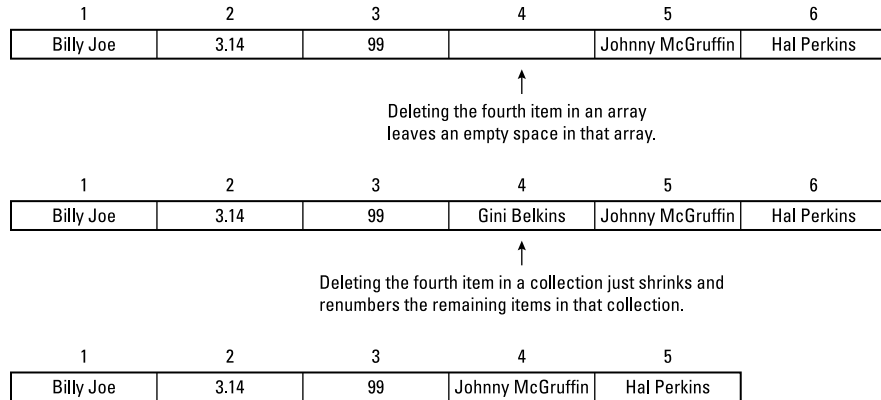 1 2 3 4 5 6
Billy Joe 3.14 99 Johnny McGruffin Hal Perkins
Deleting the fourth item in an array
leaves an empty space in that array.
1 2 3 4 5 6
Billy Joe 3.14 99 Gini Belkins Johnny McGruffin Hal Perkins
Deleting the fourth item in a collection just shrinks and
renumbers the remaining items in that collection.
1 2 3 4 5
Billy Joe 3.14 99 Johnny McGruffin Hal Perkins